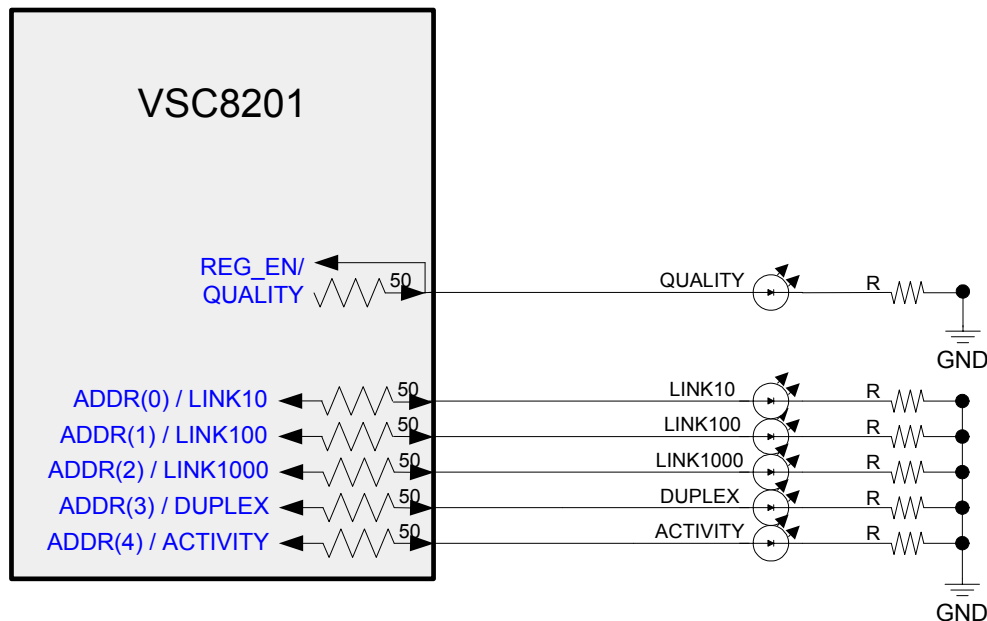 VSC8201
REG_EN/
QUALITY
50
QUALITY
R
GND
ADDR(0) / LINK10
50
LINK10
R
ADDR(1) / LINK100
50
LINK100
R
ADDR(2) / LINK1000
50
LINK1000
R
ADDR(3) / DUPLEX
50
DUPLEX
R
ADDR(4) / ACTIVITY
50
ACTIVITY
R
GND